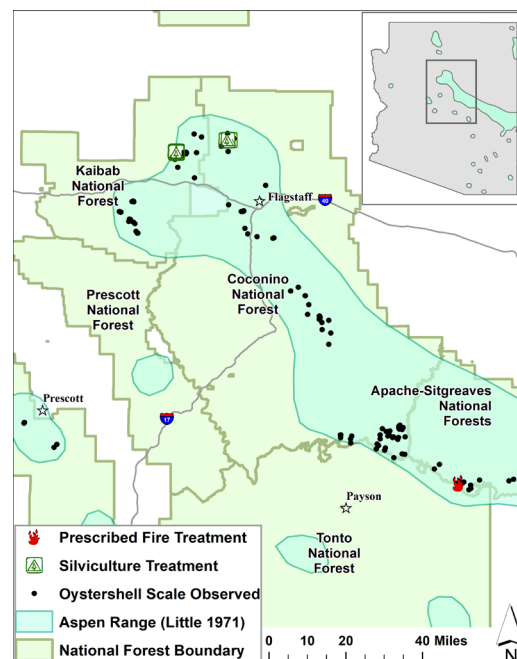 Kaibab
National
Forest
Flagstaff
40
Coconino
National
Forest
Prescott
National
Forest
Apache-Sitgreaves
National
Forests
Prescott
17
Payson
Tonto
National
Forest
Prescribed Fire Treatment
Silviculture Treatment
Oystershell Scale Observed
Aspen Range (Little 1971)
National Forest Boundary
0 10 20 40 Miles
N